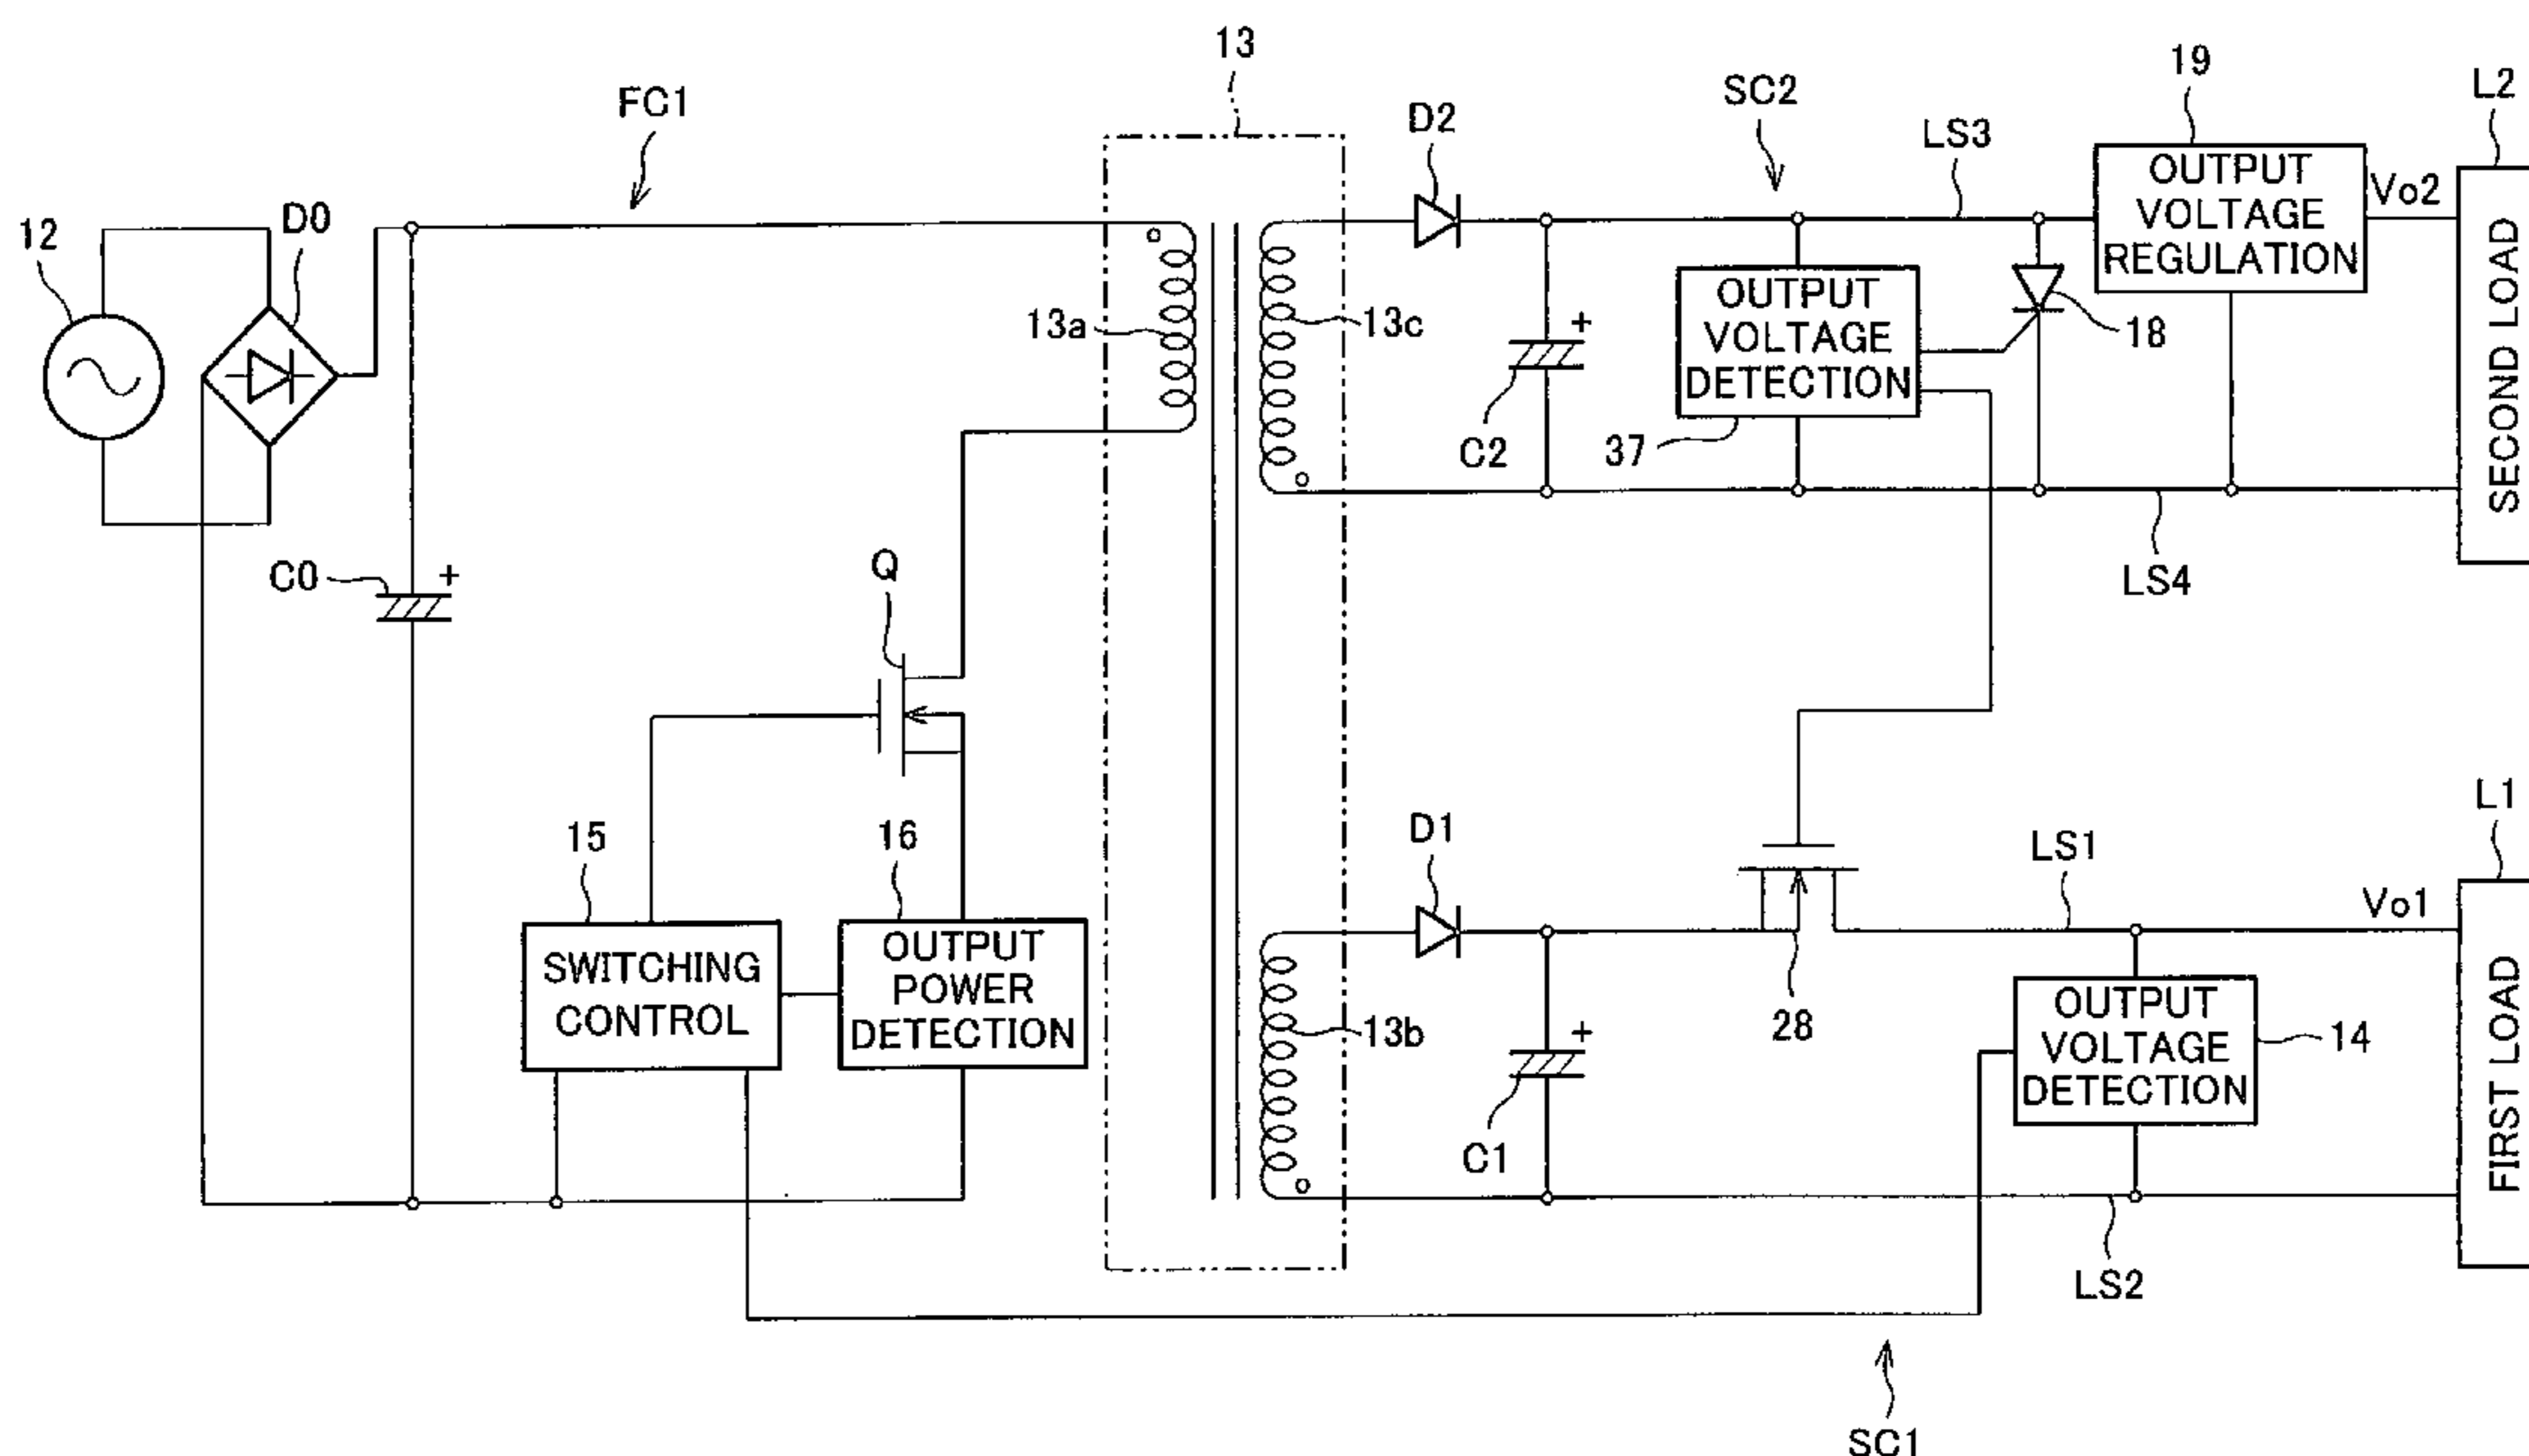 13
19
L2
FC1
D2
SC2
LS3
OUTPUT
VOLTAGE
REGULATION
Vo2
12
D0
13a
13c
+
OUTPUT
VOLTAGE
DETECTION
18
SECOND LOAD
C2
37
C0
+
Q
LS4
15
16
D1
LS1
L1
Vo1
SWITCHING
CONTROL
OUTPUT
POWER
DETECTION
13b
+
28
OUTPUT
VOLTAGE
DETECTION
14
FIRST LOAD
C1
LS2
SC1